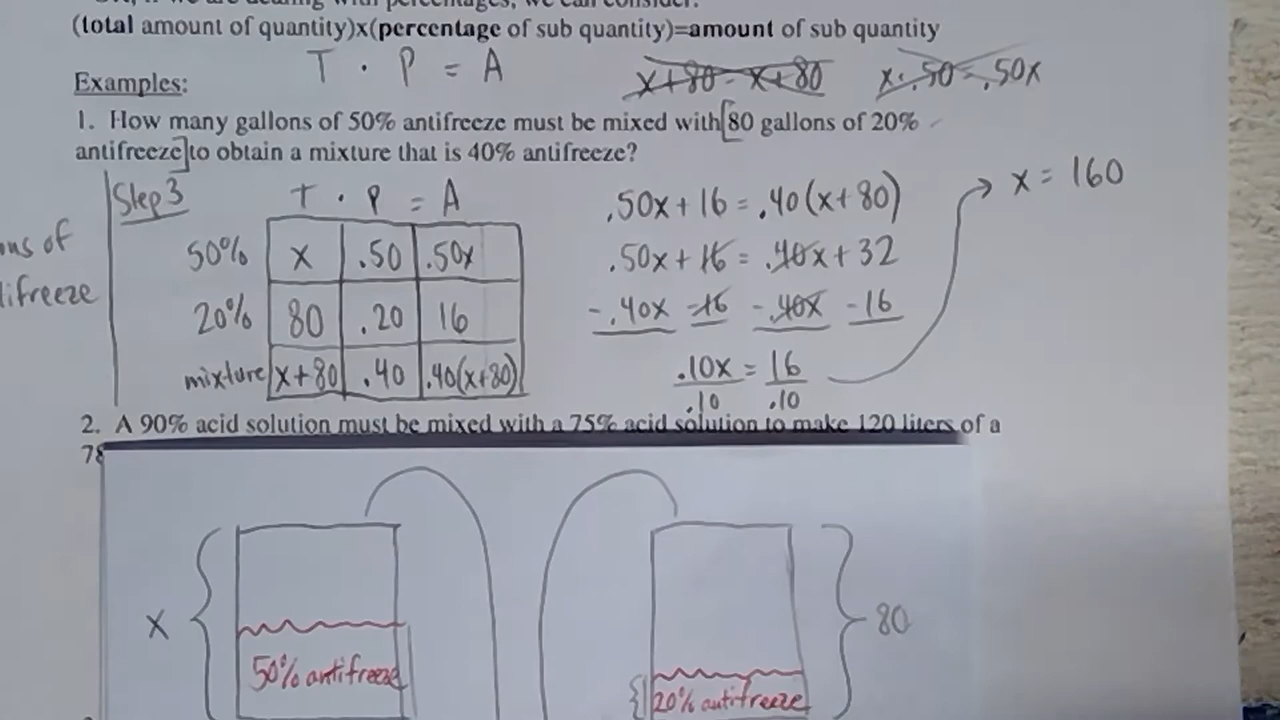 (total amount of quantity)x(percentage of sub quantity)=amount of sub quantity
T · P = A
x+80 = x+80 x·.50 = .50x
Examples:
1. How many gallons of 50% antifreeze must be mixed with [80 gallons of 20%
antifreeze] to obtain a mixture that is 40% antifreeze?
Step 3
T · P = A
50% x .50 .50x
20% 80 .20 16
mixture x+80 .40 .40(x+80)
.50x + 16 = .40(x+80)
.50x + 16 = .40x + 32
- .40x -16 - .40x -16
.10x = 16
.10 .10
x = 160
2. A 90% acid solution must be mixed with a 75% acid solution to make 120 liters of a
x
50% antifreeze
20% antifreeze
80